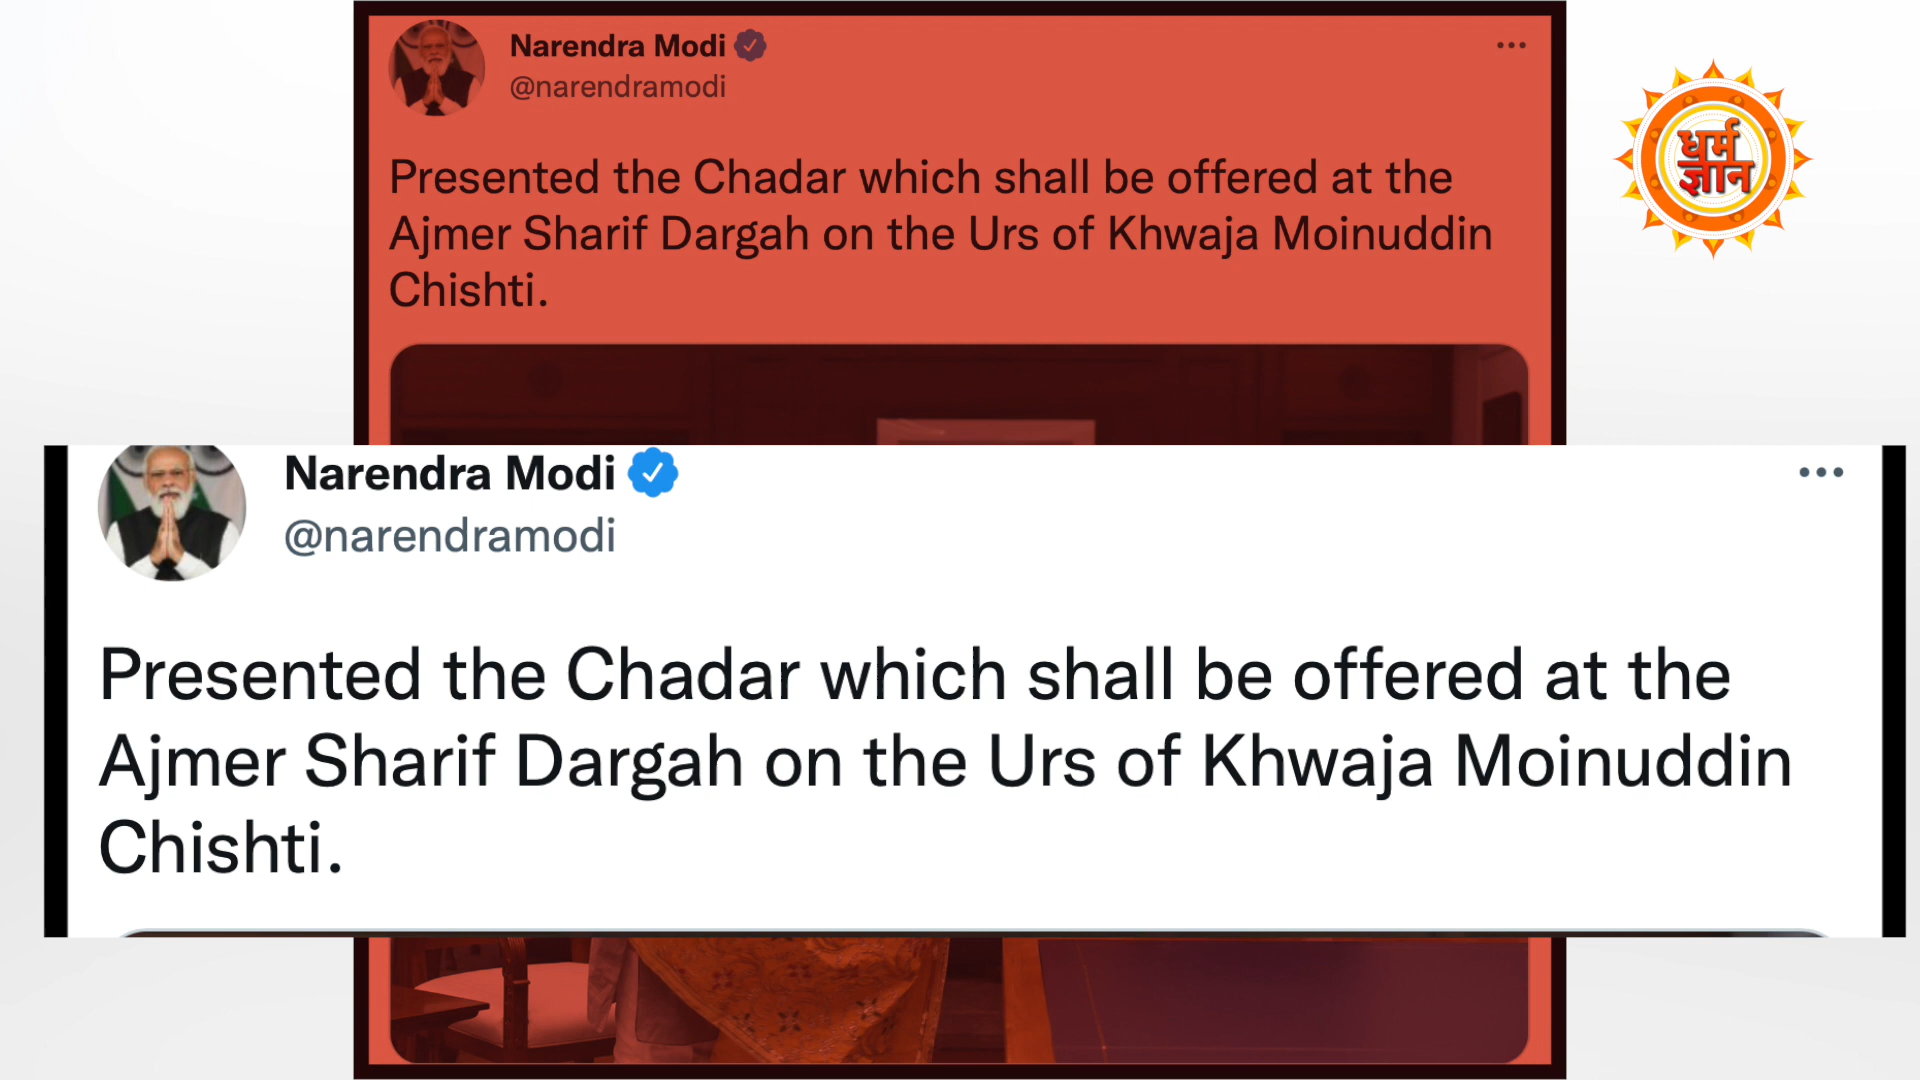 Narendra Modi
@narendramodi
Presented the Chadar which shall be offered at the
Ajmer Sharif Dargah on the Urs of Khwaja Moinuddin
Chishti.
धर्म
ज्ञान
Narendra Modi
@narendramodi
Presented the Chadar which shall be offered at the
Ajmer Sharif Dargah on the Urs of Khwaja Moinuddin
Chishti.